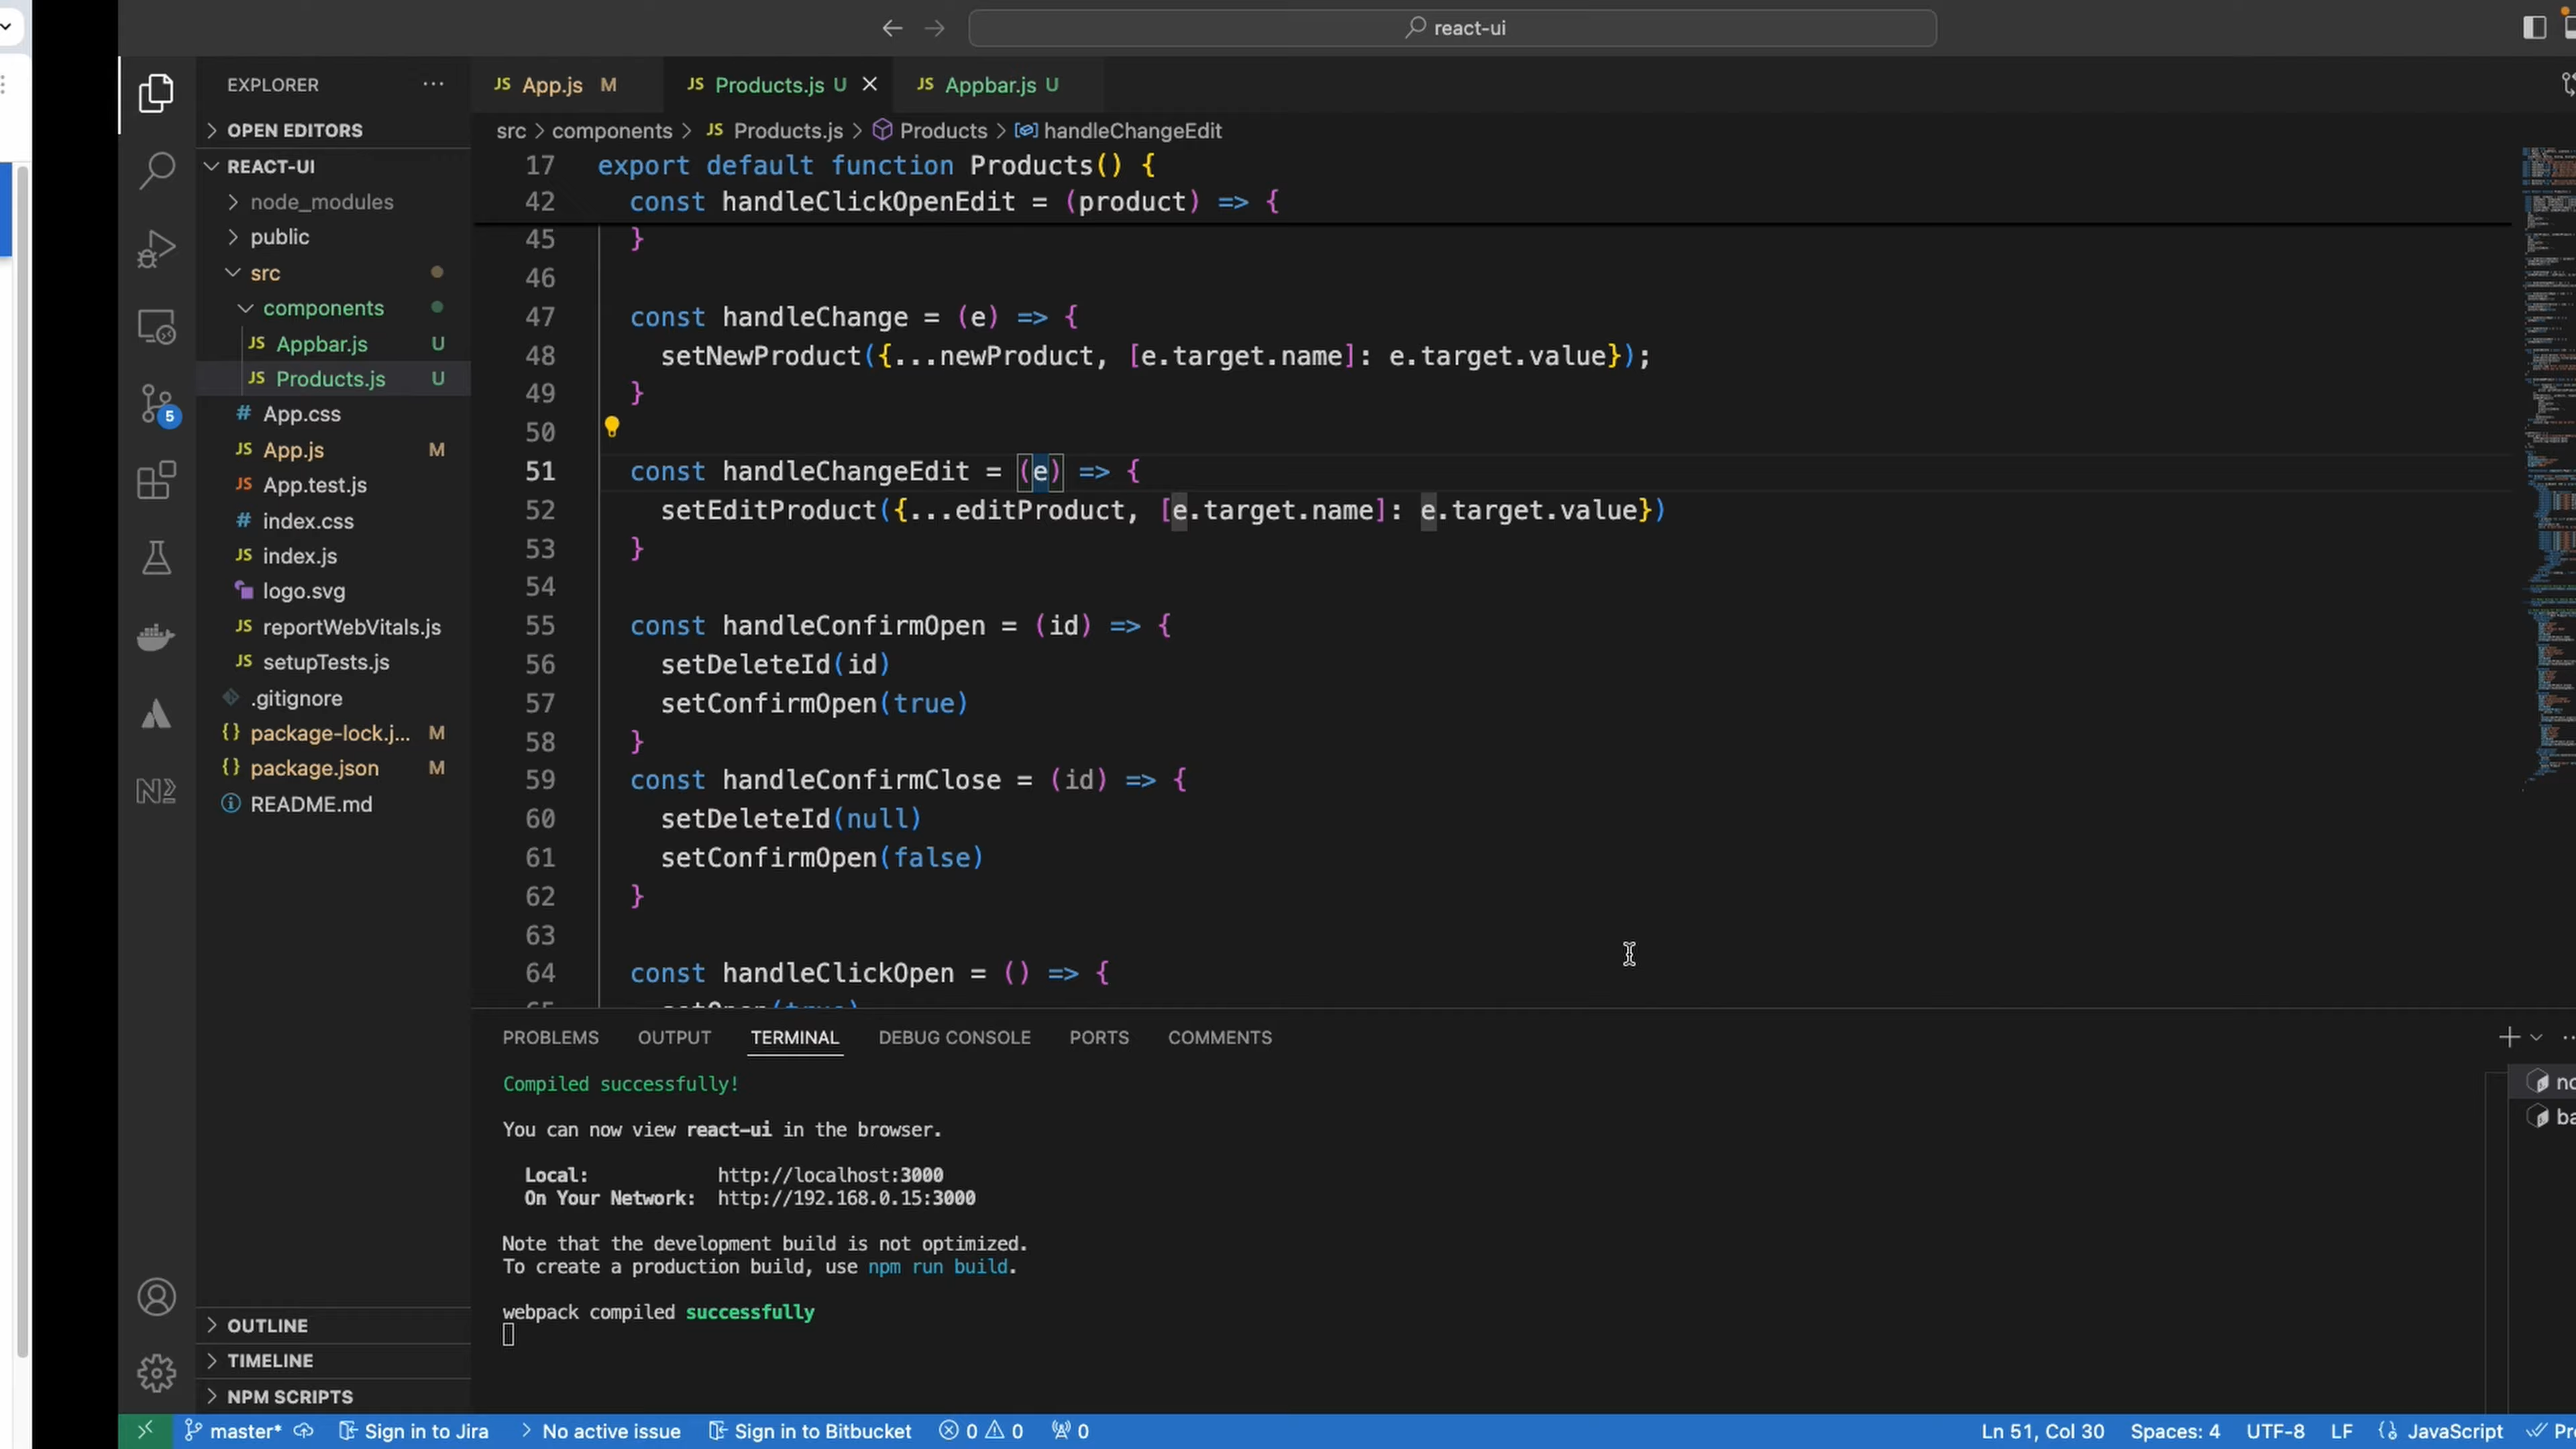 react-ui
EXPLORER
OPEN EDITORS
REACT-UI
node_modules
public
src
components
JS Appbar.js U
JS Products.js U
# App.css
JS App.js M
JS App.test.js
# index.css
JS index.js
logo.svg
JS reportWebVitals.js
JS setupTests.js
.gitignore
{} package-lock.j... M
{} package.json M
README.md
OUTLINE
TIMELINE
NPM SCRIPTS
5
JS App.js M
JS Products.js U
JS Appbar.js U
src > components > JS Products.js > Products > handleChangeEdit
17 export default function Products() {
42 const handleClickOpenEdit = (product) => {
45 }
46
47 const handleChange = (e) => {
48 setNewProduct({...newProduct, [e.target.name]: e.target.value});
49 }
50
51 const handleChangeEdit = (e) => {
52 setEditProduct({...editProduct, [e.target.name]: e.target.value})
53 }
54
55 const handleConfirmOpen = (id) => {
56 setDeleteId(id)
57 setConfirmOpen(true)
58 }
59 const handleConfirmClose = (id) => {
60 setDeleteId(null)
61 setConfirmOpen(false)
62 }
63
64 const handleClickOpen = () => {
65 setOpen(true)
PROBLEMS OUTPUT TERMINAL DEBUG CONSOLE PORTS COMMENTS
Compiled successfully!
You can now view react-ui in the browser.
Local: http://localhost:3000
On Your Network: http://192.168.0.15:3000
Note that the development build is not optimized.
To create a production build, use npm run build.
webpack compiled successfully
master* Sign in to Jira > No active issue Sign in to Bitbucket 0 0 0
Ln 51, Col 30 Spaces: 4 UTF-8 LF {} JavaScript